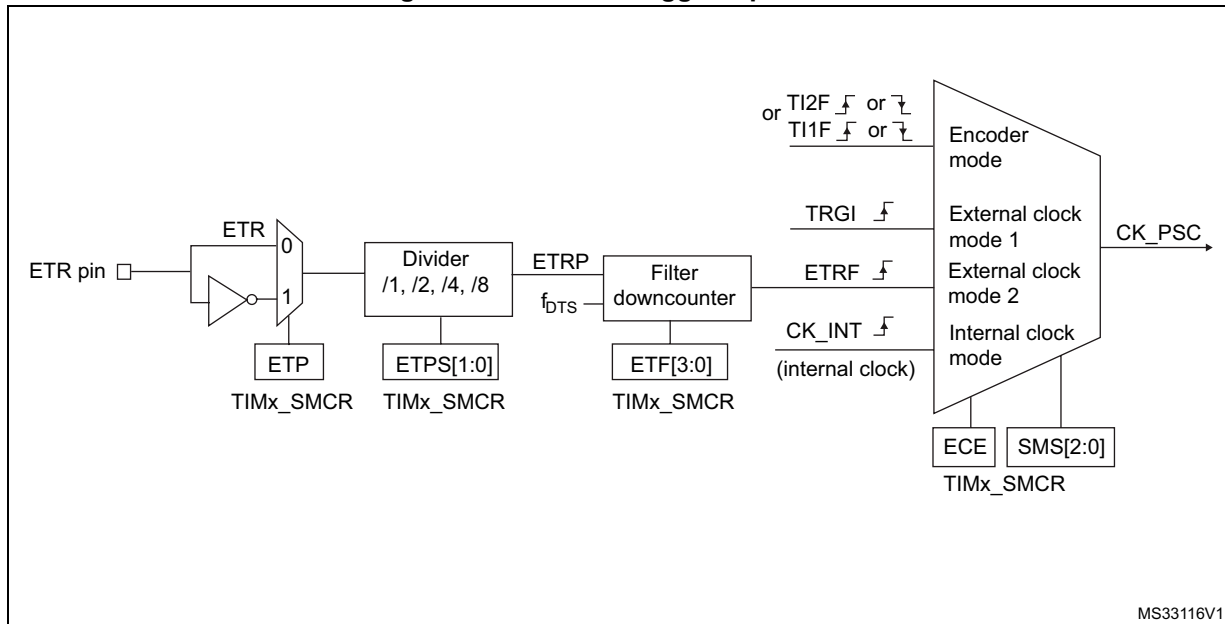 or TI2F or
TI1F or
Encoder
mode
TRGI
External clock
mode 1
CK_PSC
ETR
0
ETR pin
1
Divider
/1, /2, /4, /8
ETRP
fDTS
Filter
downcounter
ETRF
External clock
mode 2
CK_INT
(internal clock)
Internal clock
mode
ETP
TIMx_SMCR
ETPS[1:0]
TIMx_SMCR
ETF[3:0]
TIMx_SMCR
ECE
SMS[2:0]
TIMx_SMCR
MS33116V1